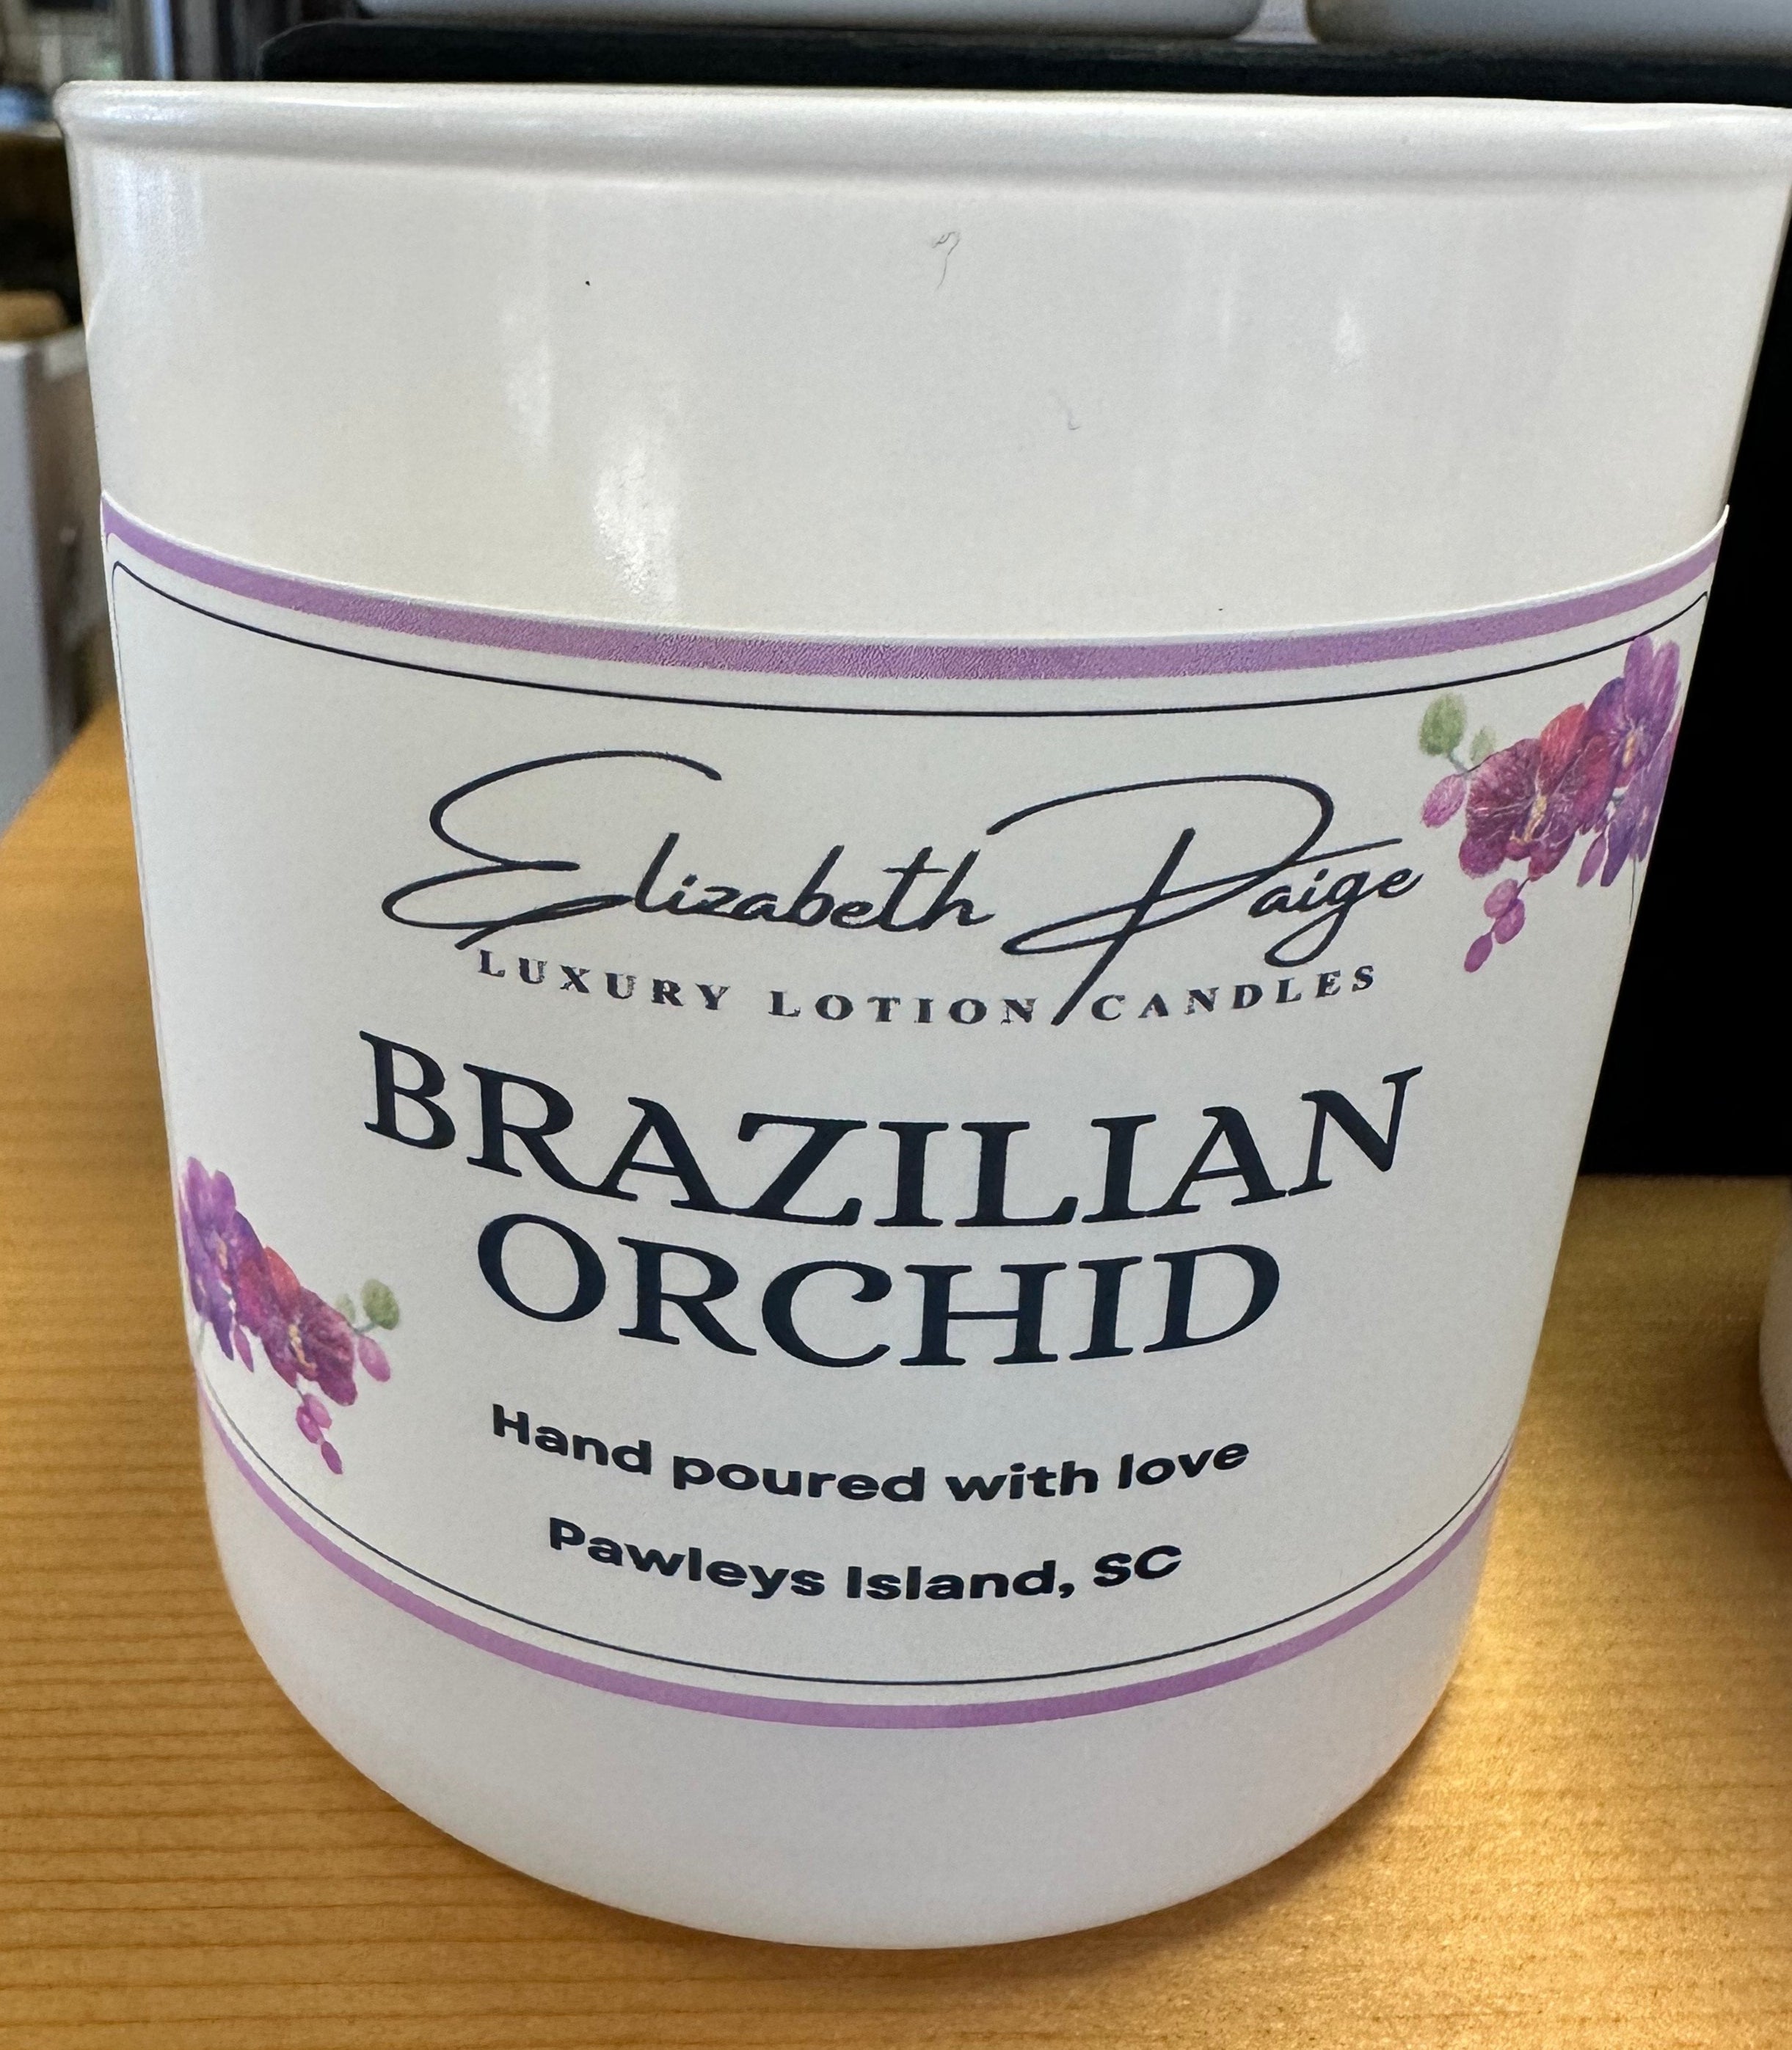 Elizabeth Paige
LUXURY LOTION CANDLES
BRAZILIAN
ORCHID
Hand poured with love
Pawleys Island, SC